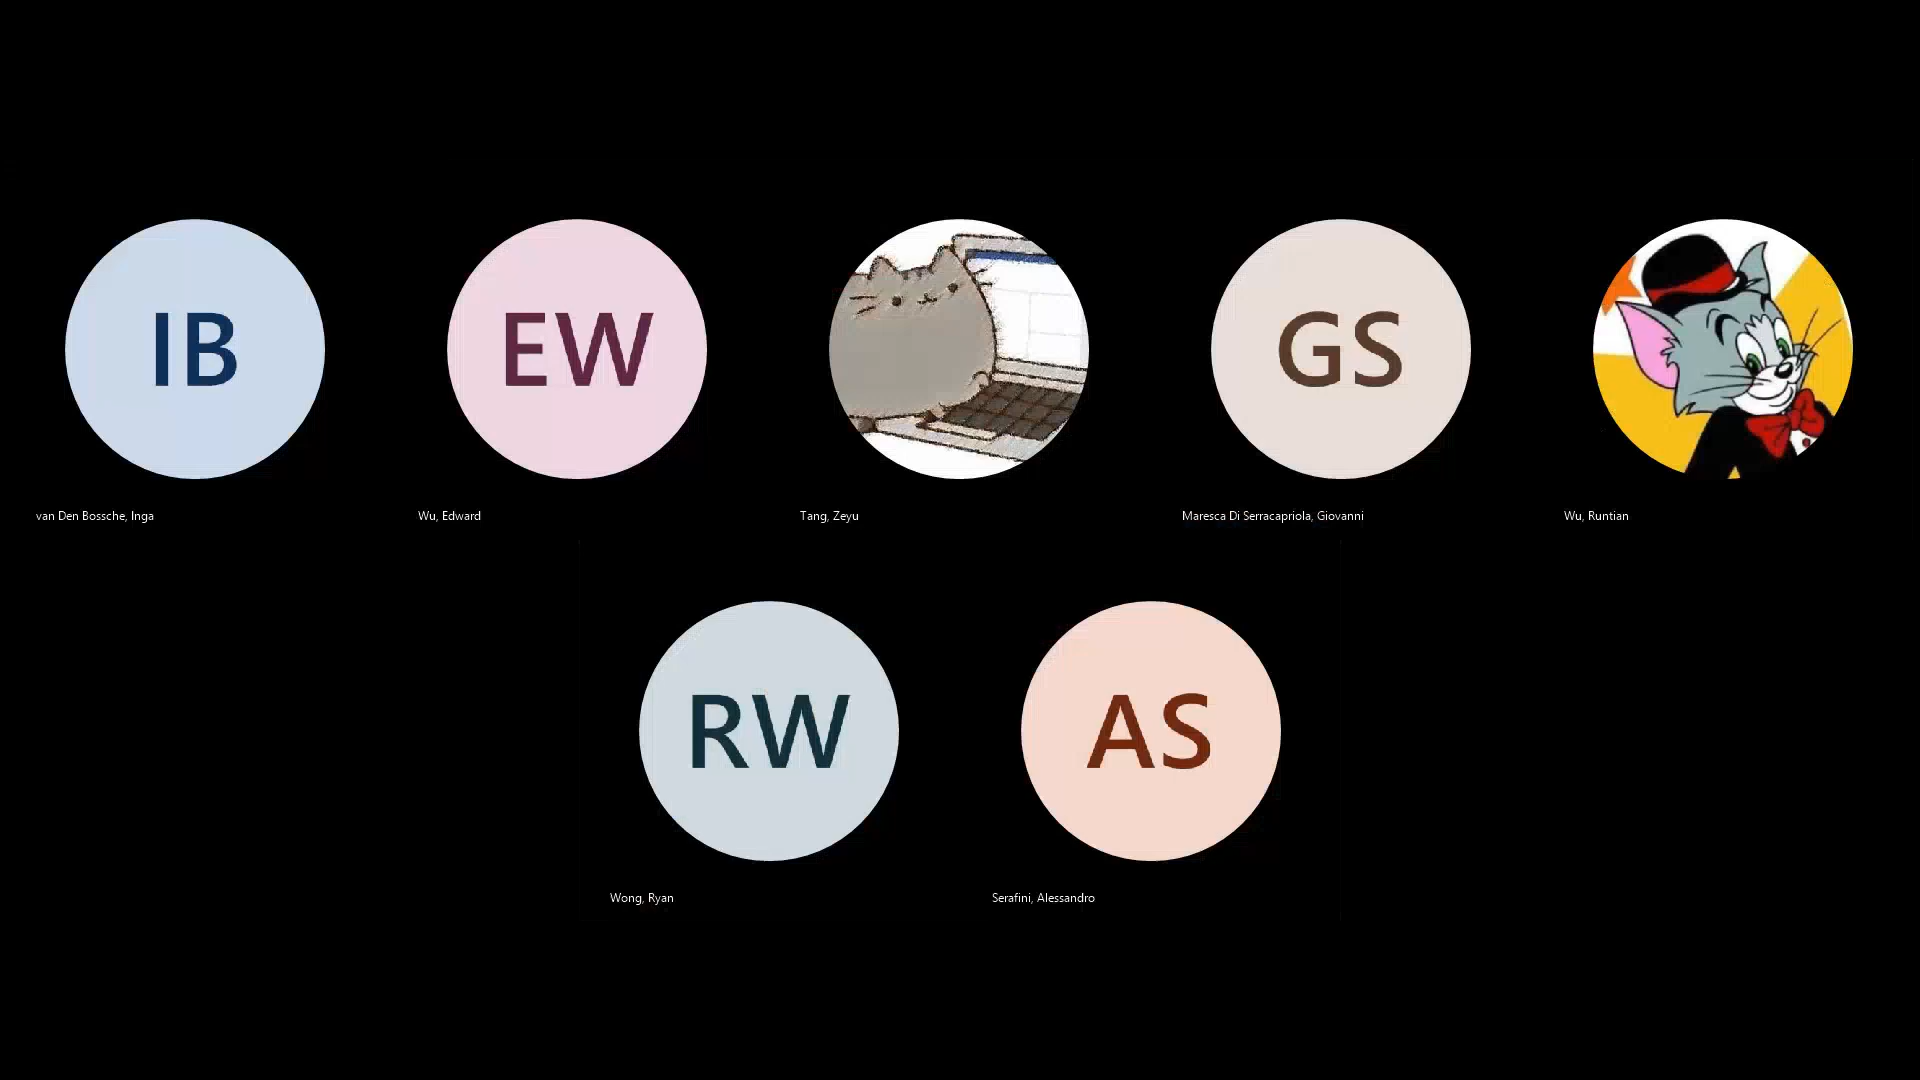 IB
EW
GS
van Den Bossche, Inga
Wu, Edward
Tang, Zeyu
Maresca Di Serracapriola, Giovanni
Wu, Runtian
RW
AS
Wong, Ryan
Serafini, Alessandro